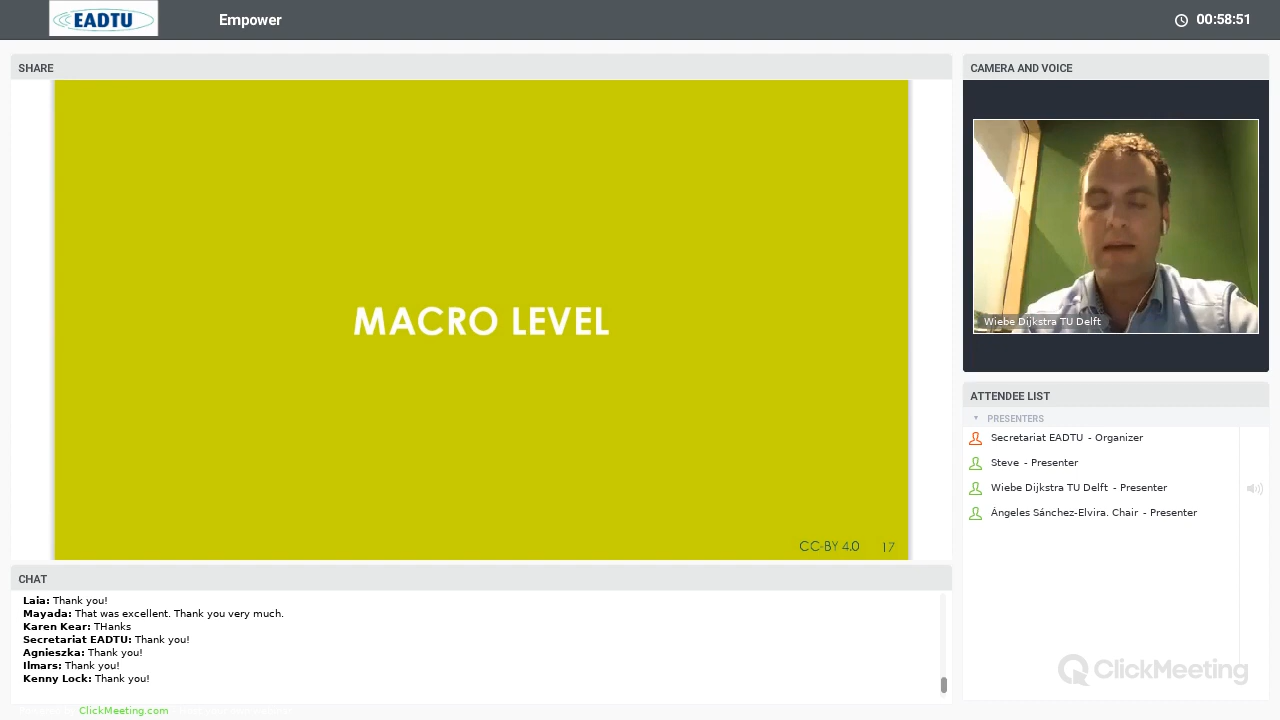 EADTU
Empower
00:58:51
SHARE
MACRO LEVEL
CC-BY 4.0 17
CHAT
Laia: Thank you!
Mayada: That was excellent. Thank you very much.
Karen Kear: THanks
Secretariat EADTU: Thank you!
Agnieszka: Thank you!
Ilmars: Thank you!
Kenny Lock: Thank you!
ClickMeeting.com
CAMERA AND VOICE
Wiebe Dijkstra TU Delft
ATTENDEE LIST
PRESENTERS
Secretariat EADTU - Organizer
Steve - Presenter
Wiebe Dijkstra TU Delft - Presenter
Ángeles Sánchez-Elvira. Chair - Presenter
ClickMeeting